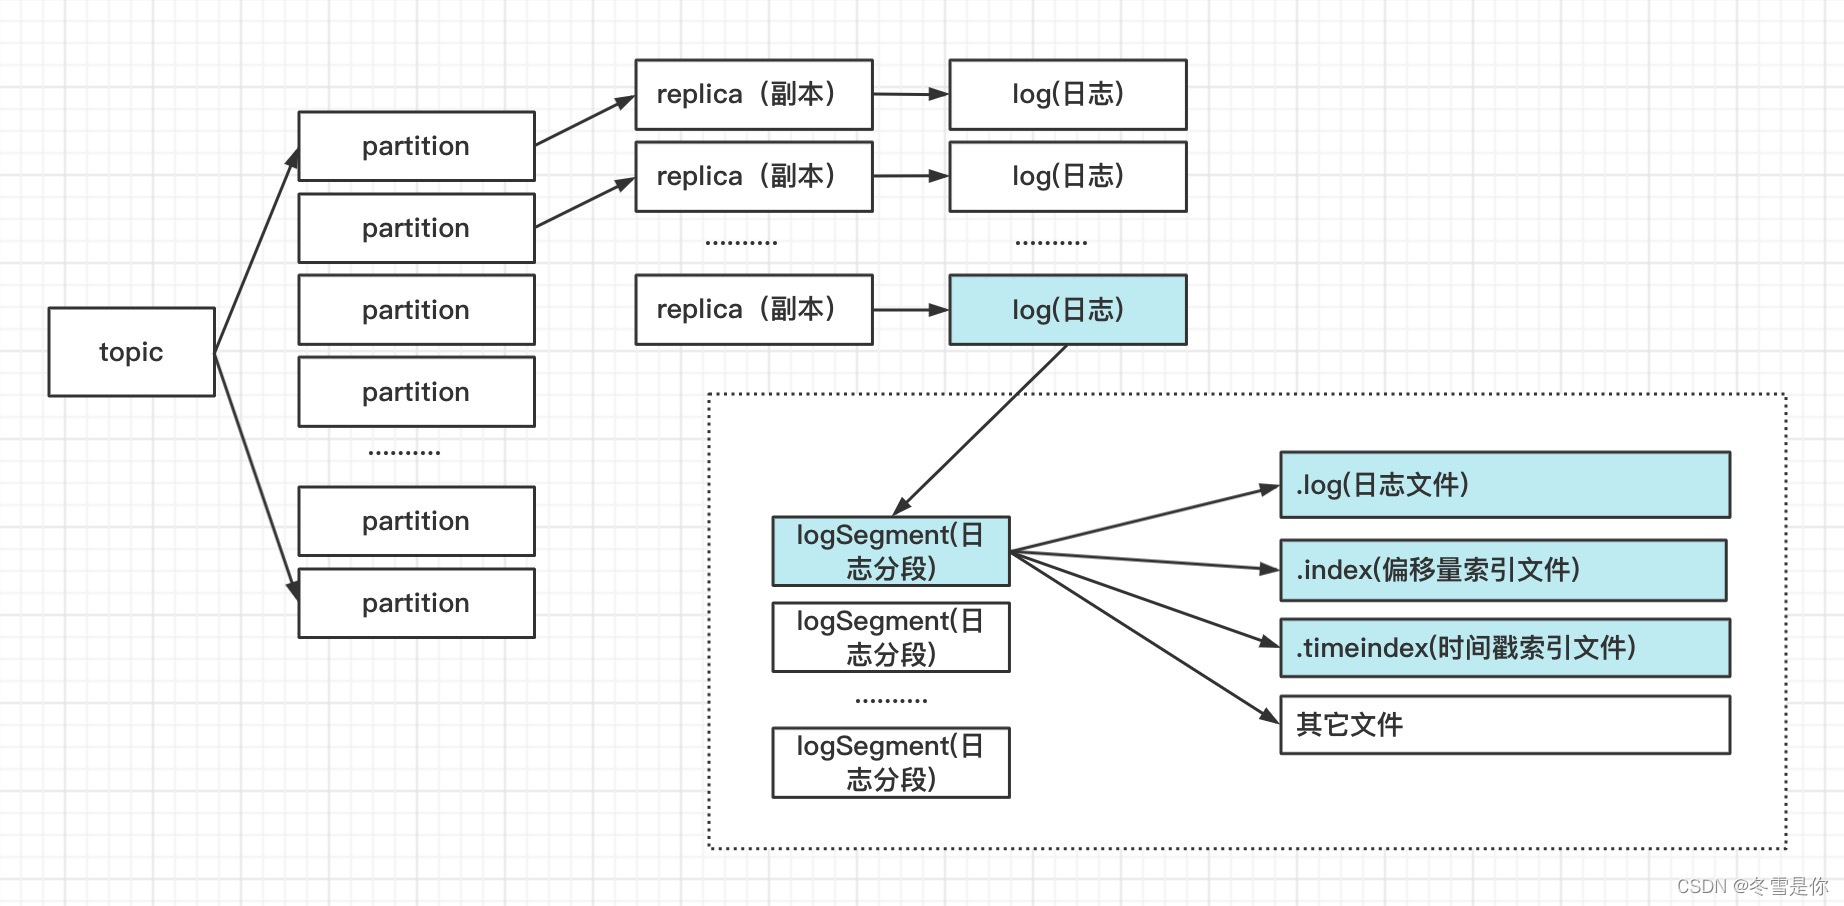 topic
partition
partition
partition
partition
..........
partition
partition
replica（副本）
replica（副本）
..........
replica（副本）
log(日志)
log(日志)
..........
log(日志)
logSegment(日
志分段)
logSegment(日
志分段)
..........
logSegment(日
志分段)
.log(日志文件)
.index(偏移量索引文件)
.timeindex(时间戳索引文件)
其它文件
CSDN @冬雪是你